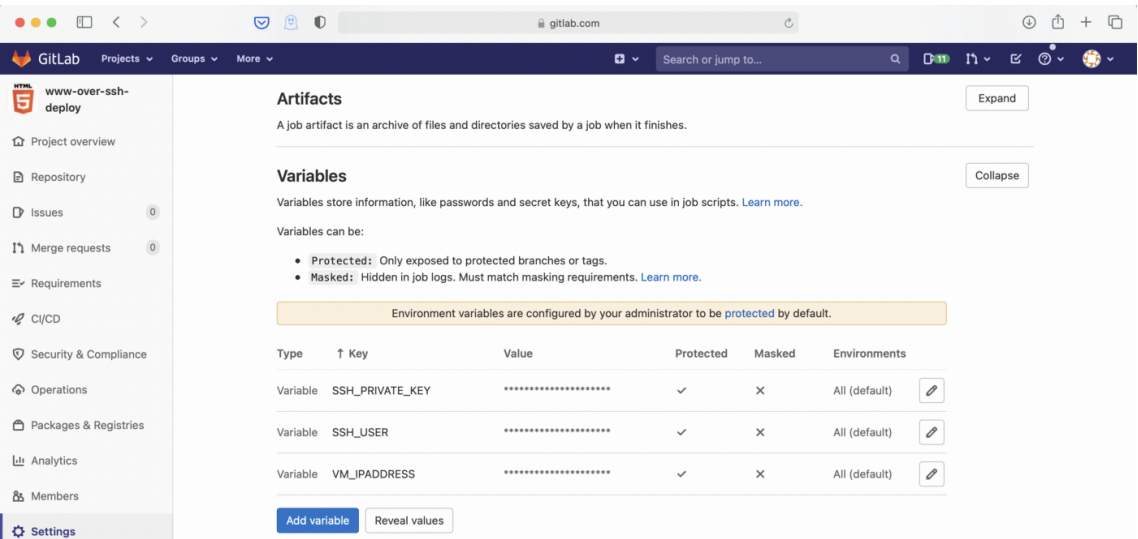 gitlab.com
GitLab Projects Groups More Search or jump to... 11
HTML
5
www-over-ssh-
deploy
Project overview
Repository
Issues 0
Merge requests 0
Requirements
CI/CD
Security & Compliance
Operations
Packages & Registries
Analytics
Members
Settings
Artifacts Expand
A job artifact is an archive of files and directories saved by a job when it finishes.
Variables Collapse
Variables store information, like passwords and secret keys, that you can use in job scripts. Learn more.
Variables can be:
Protected: Only exposed to protected branches or tags.
Masked: Hidden in job logs. Must match masking requirements. Learn more.
Environment variables are configured by your administrator to be protected by default.
Type ↑ Key Value Protected Masked Environments
Variable SSH_PRIVATE_KEY ********************* ✓ ✕ All (default)
Variable SSH_USER ********************* ✓ ✕ All (default)
Variable VM_IPADDRESS ********************* ✓ ✕ All (default)
Add variable Reveal values